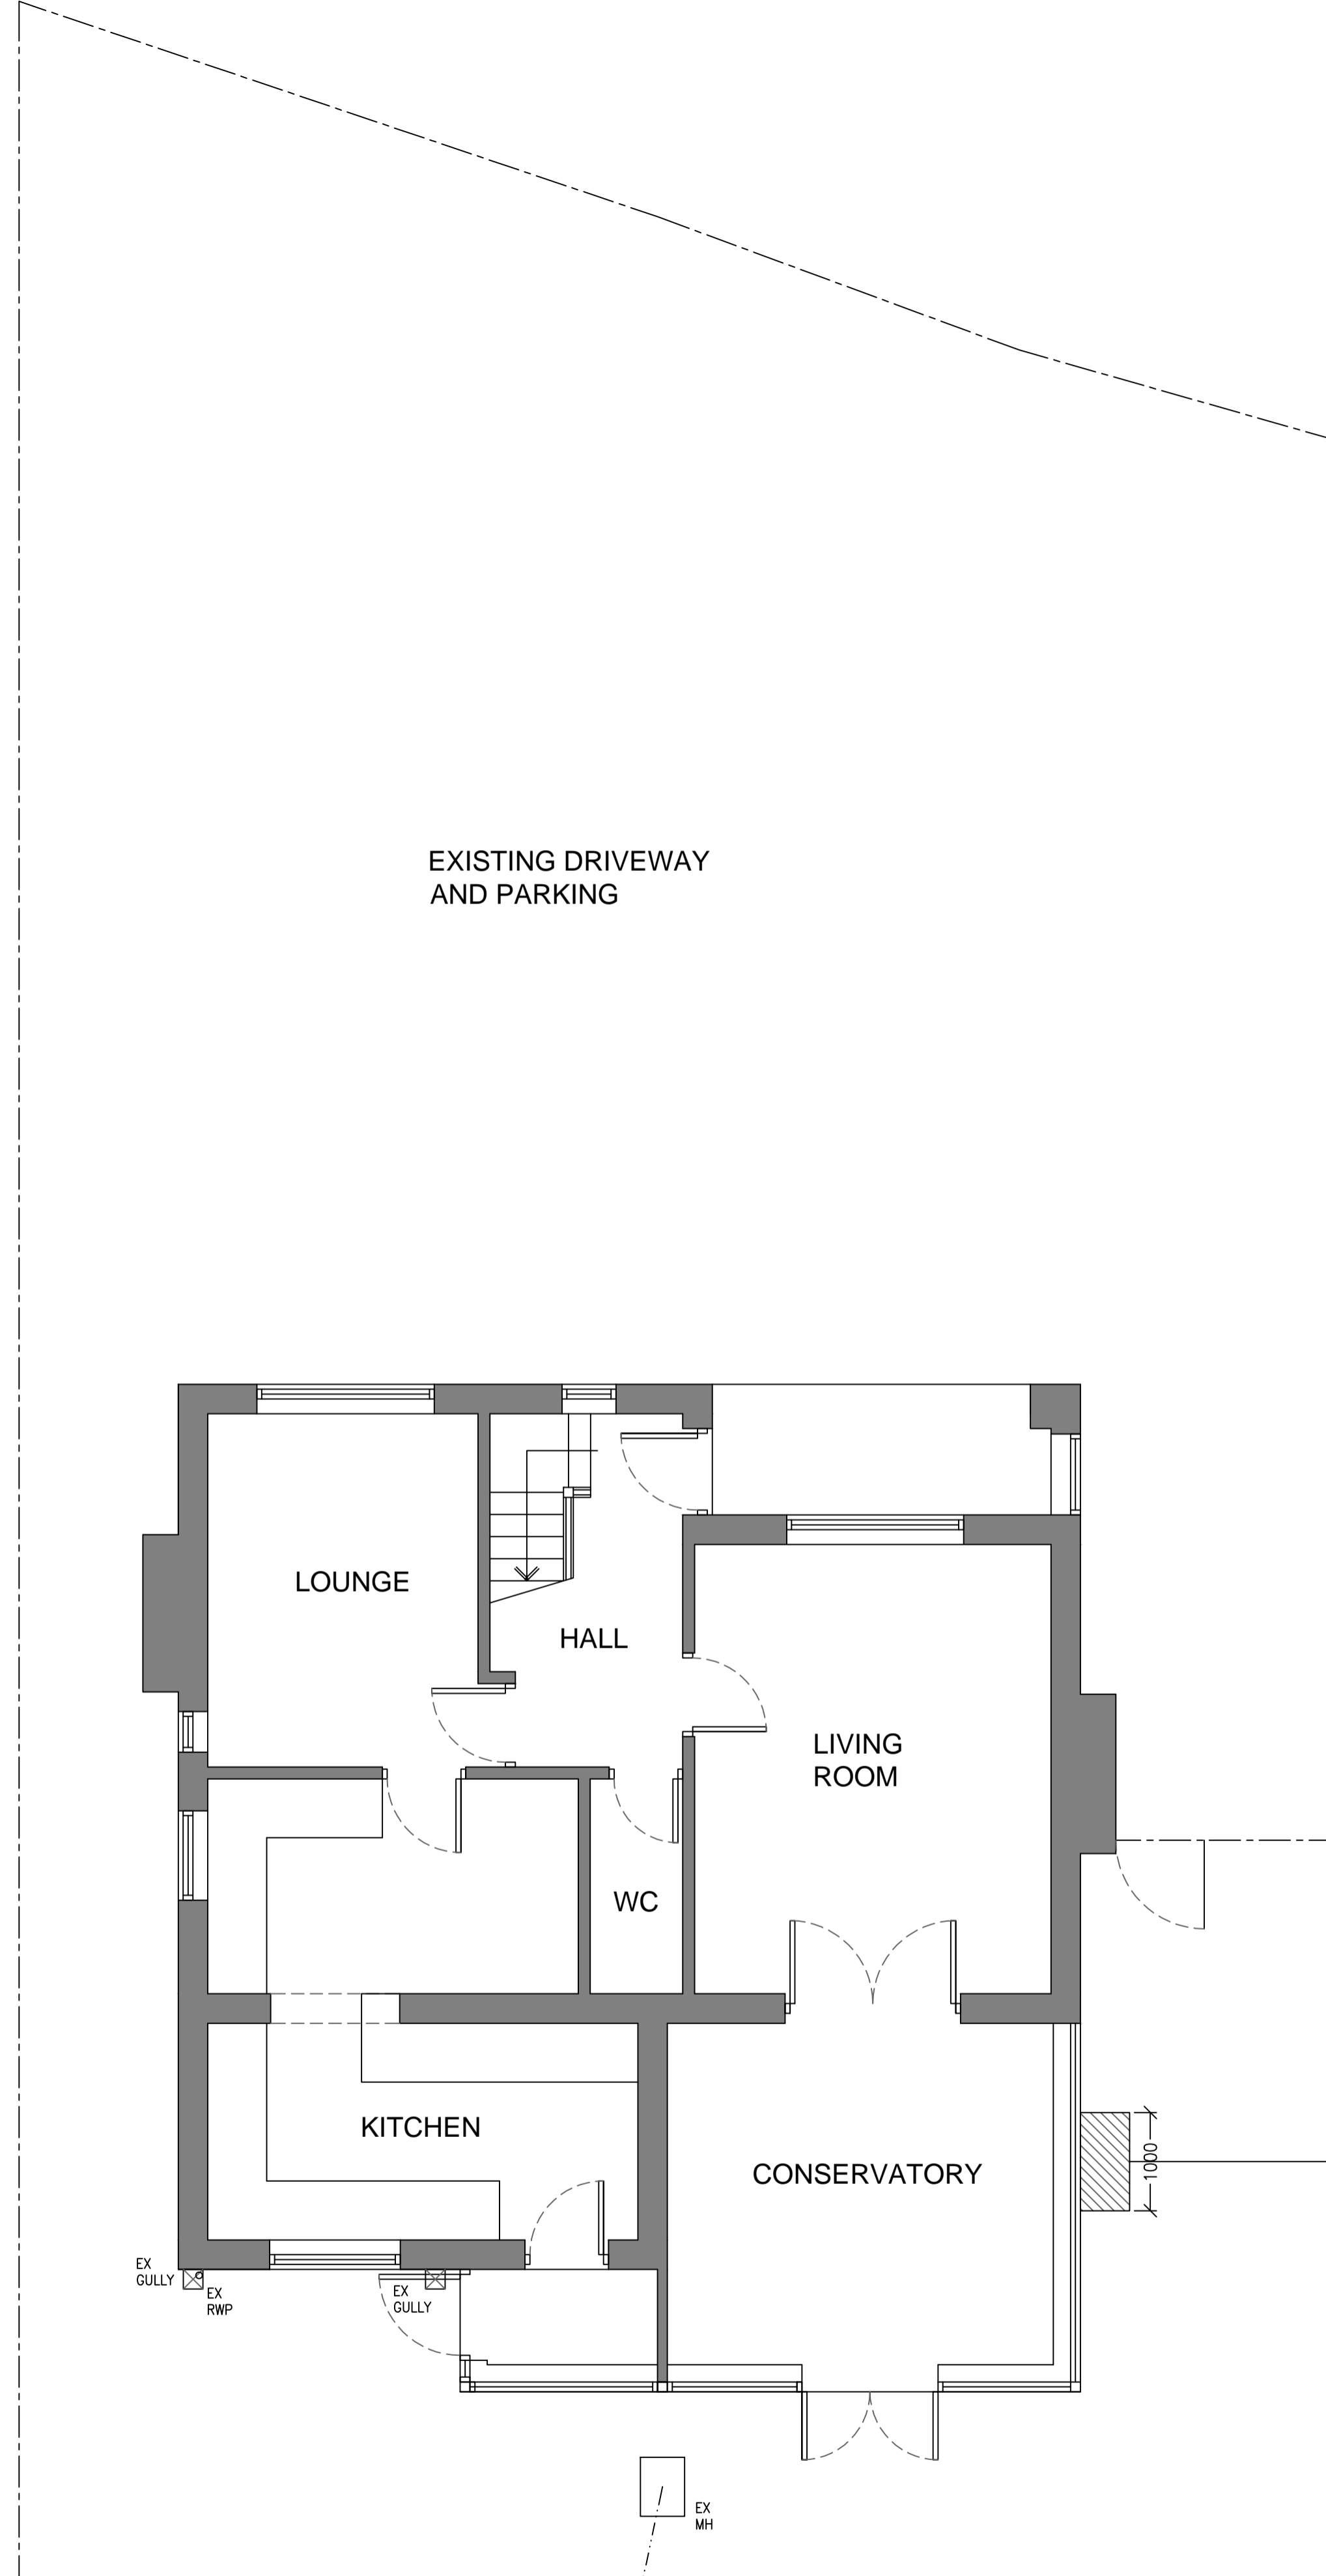 EXISTING DRIVEWAY
AND PARKING
LOUNGE
HALL
LIVING
ROOM
WC
KITCHEN
CONSERVATORY
1000
EX
GULLY
EX
RWP
EX
GULLY
EX
MH